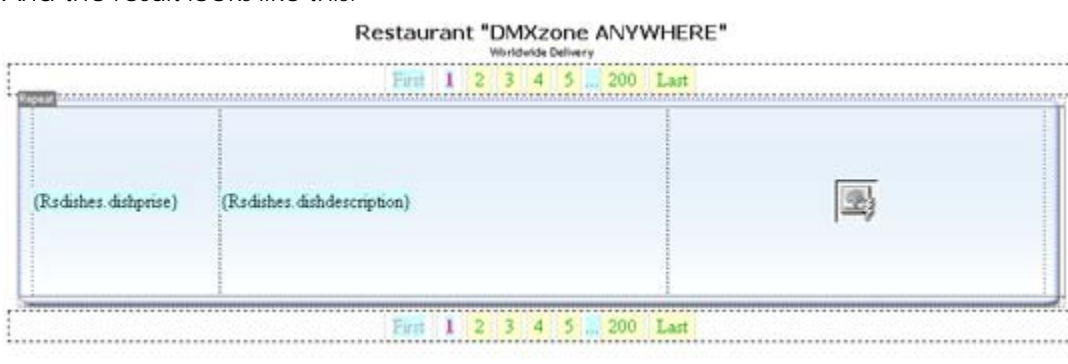 And the result looks like this:
Restaurant "DMXzone ANYWHERE"
Worldwide Delivery
First 1 2 3 4 5 ... 200 Last
Repeat
{Rsdishes.dishprise} {Rsdishes.dishdescription}
First 1 2 3 4 5 ... 200 Last